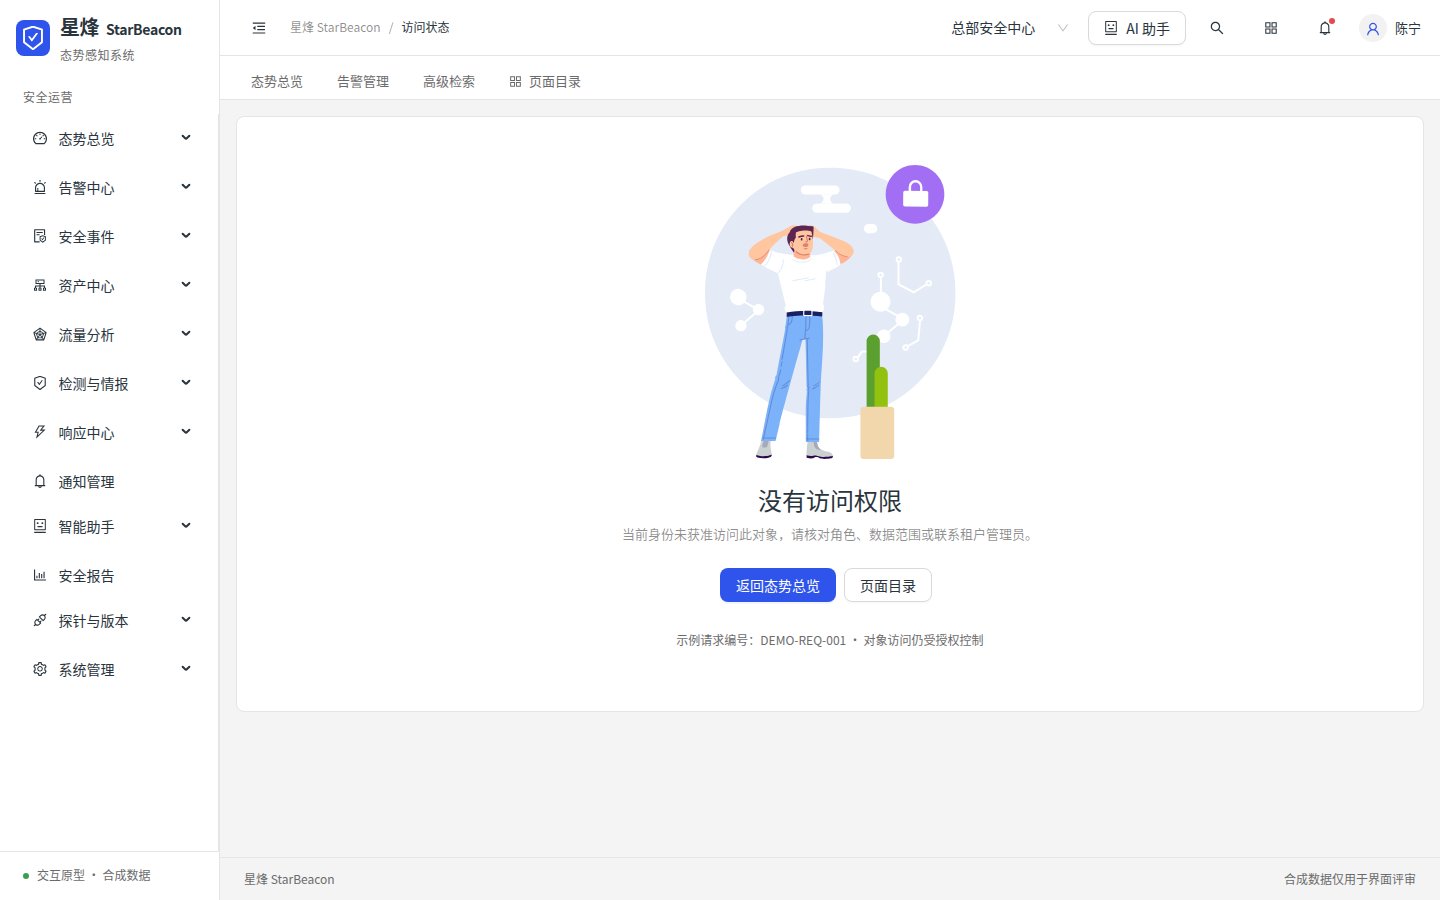 星烽 StarBeacon
态势感知系统
安全运营
态势总览
告警中心
安全事件
资产中心
流量分析
检测与情报
响应中心
通知管理
智能助手
安全报告
探针与版本
系统管理
交互原型 · 合成数据
星烽 StarBeacon / 访问状态
总部安全中心
AI 助手
陈宁
态势总览 告警管理 高级检索 页面目录
没有访问权限
当前身份未获准访问此对象，请核对角色、数据范围或联系租户管理员。
返回态势总览 页面目录
示例请求编号：DEMO-REQ-001 · 对象访问仍受授权控制
星烽 StarBeacon
合成数据仅用于界面评审